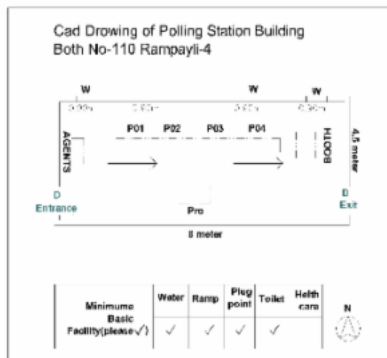 Cad Drowing of Polling Station Building
Both No-110 Rampayli-4
W W W
P01 P02 P03 P04
AGENTS
BOOTH
4.5 meter
D
Entrance
D
Exit
Pro
8 meter
Water Ramp Plug point Toilet Helth care
Minimume Basic Facility(please✓) ✓ ✓ ✓ ✓
N